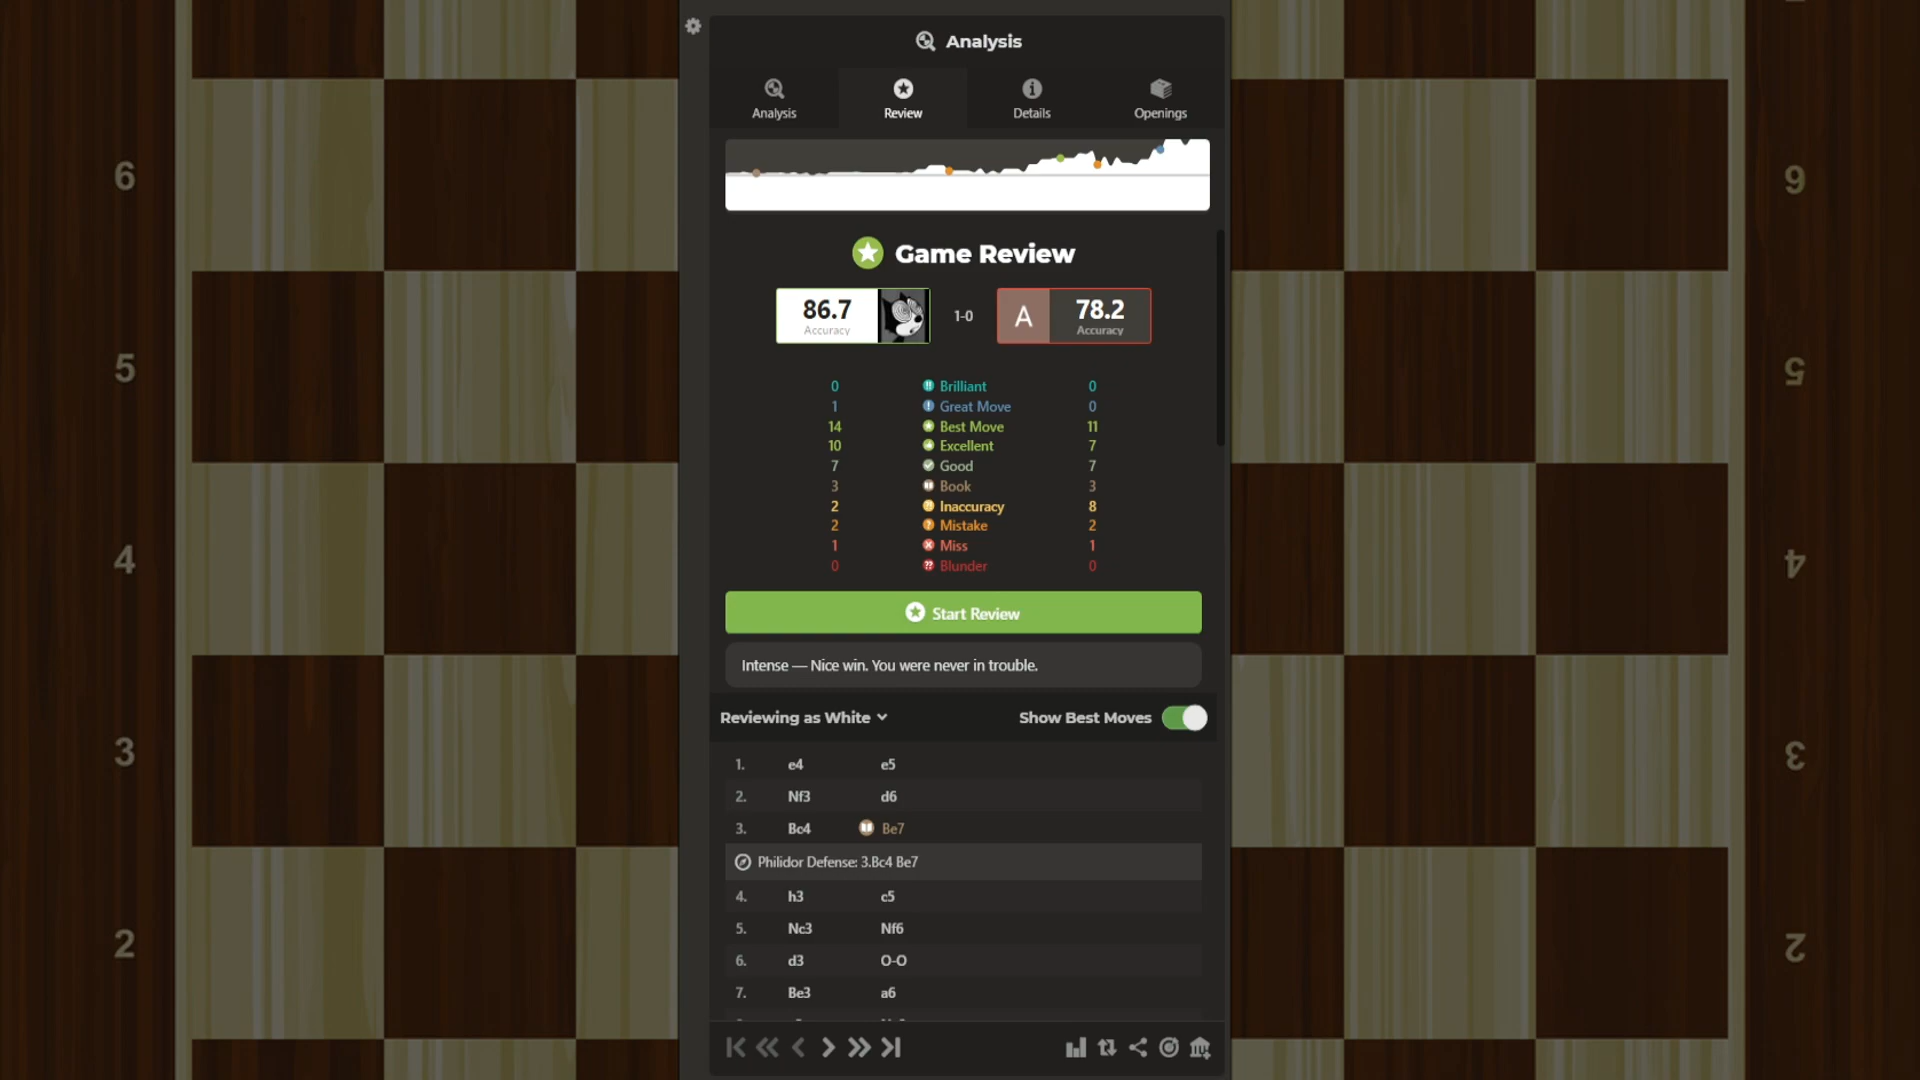 Analysis
Analysis Review Details Openings
Game Review
86.7 Accuracy 1-0 A 78.2 Accuracy
0 Brilliant 0
1 Great Move 0
14 Best Move 11
10 Excellent 7
7 Good 7
3 Book 3
2 Inaccuracy 8
2 Mistake 2
1 Miss 1
0 Blunder 0
Start Review
Intense — Nice win. You were never in trouble.
Reviewing as White Show Best Moves
1. e4 e5
2. Nf3 d6
3. Bc4 Be7
Philidor Defense: 3.Bc4 Be7
4. h3 c5
5. Nc3 Nf6
6. d3 O-O
7. Be3 a6
6 6
5 5
4 4
3 3
2 2